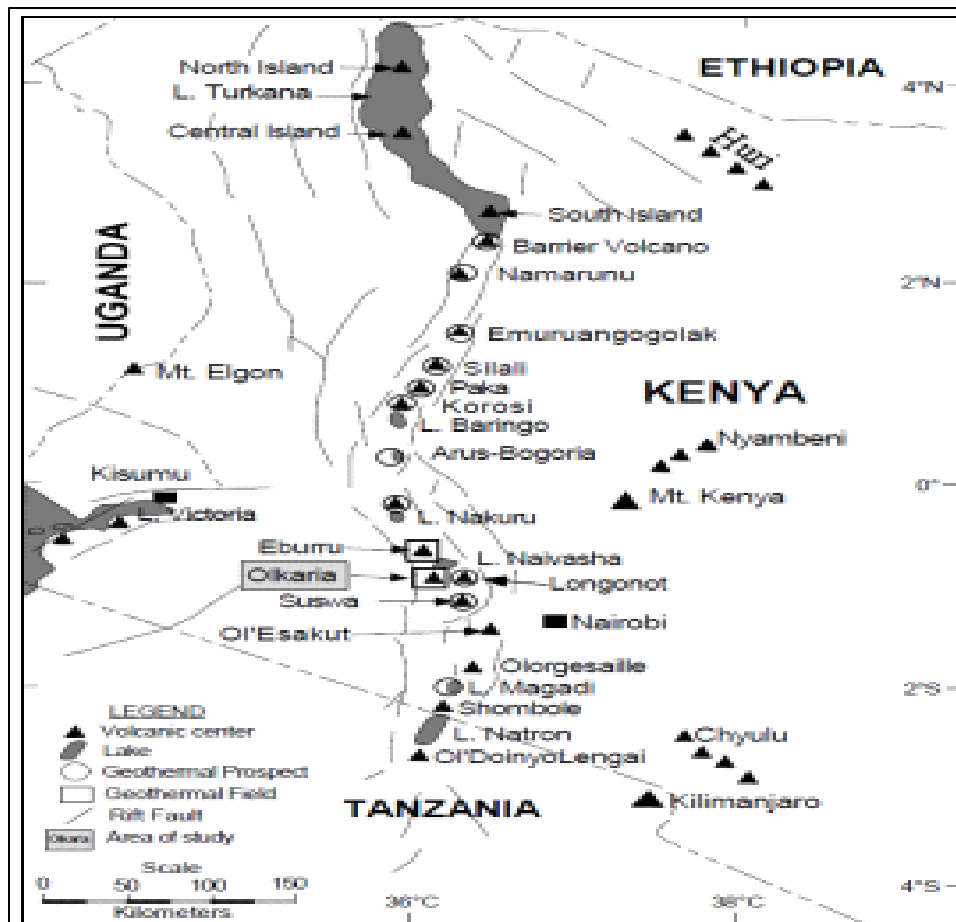 North Island
ETHIOPIA
L. Turkana
4°N
Central Island
Huri
South Island
UGANDA
Barrier Volcano
Namarunu
2°N
Emuruangogolak
Mt. Elgon
Silali
Paka
KENYA
Korosi
L. Baringo
Nyambeni
Arus-Bogoria
Kisumu
0°
Mt. Kenya
L. Victoria
L. Nakuru
Eburru
L. Naivasha
Olkaria
Longonot
Suswa
Nairobi
Ol'Esakut
Olorgesaille
L. Magadi
2°S
LEGEND
Shombole
Volcanic center
L. Natron
Chyulu
Lake
Ol'DoinyoLengai
Geothermal Prospect
Geothermal Field
TANZANIA
Kilimanjaro
Rift Fault
Olkaria Area of study
Scale
0 50 100 150
4°S
Kilometers
36°C
38°C